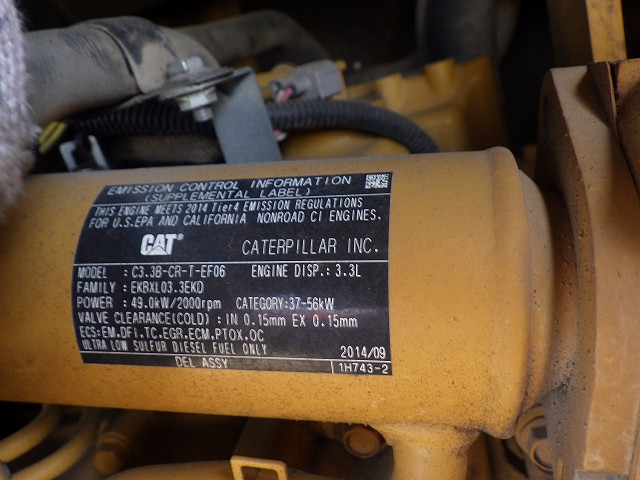 EMISSION CONTROL INFORMATION
(SUPPLEMENTAL LABEL)
THIS ENGINE MEETS 2014 Tier4 EMISSION REGULATIONS
FOR U.S.EPA AND CALIFORNIA NONROAD CI ENGINES.
CAT CATERPILLAR INC.
MODEL : C3.3B-CR-T-EF06 ENGINE DISP.: 3.3L
FAMILY : EKBXL03.3EKD
POWER : 49.0kW/2000rpm CATEGORY:37-56kW
VALVE CLEARANCE(COLD) : IN 0.15mm EX 0.15mm
ECS:EM.DFI.TC.EGR.ECM.PTOX.OC
ULTRA LOW SULFUR DIESEL FUEL ONLY 2014/09
DEL ASSY 1H743-2